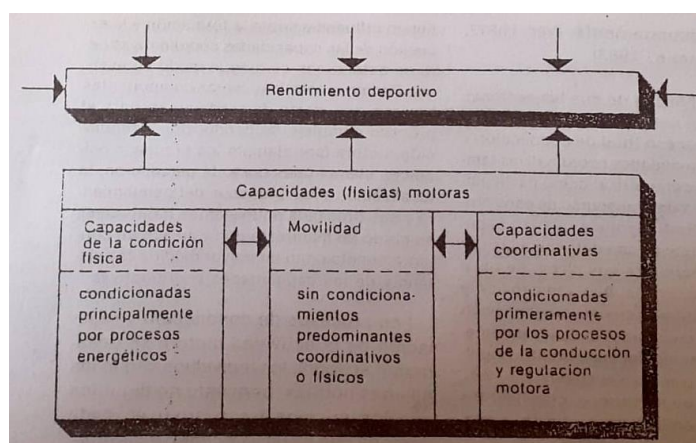 Rendimiento deportivo
Capacidades (físicas) motoras
Capacidades
de la condición
física
condicionadas
principalmente
por procesos
energéticos
Movilidad
sin condiciona-
mientos
predominantes
coordinativos
o físicos
Capacidades
coordinativas
condicionadas
primeramente
por los procesos
de la conducción
y regulacion
motora